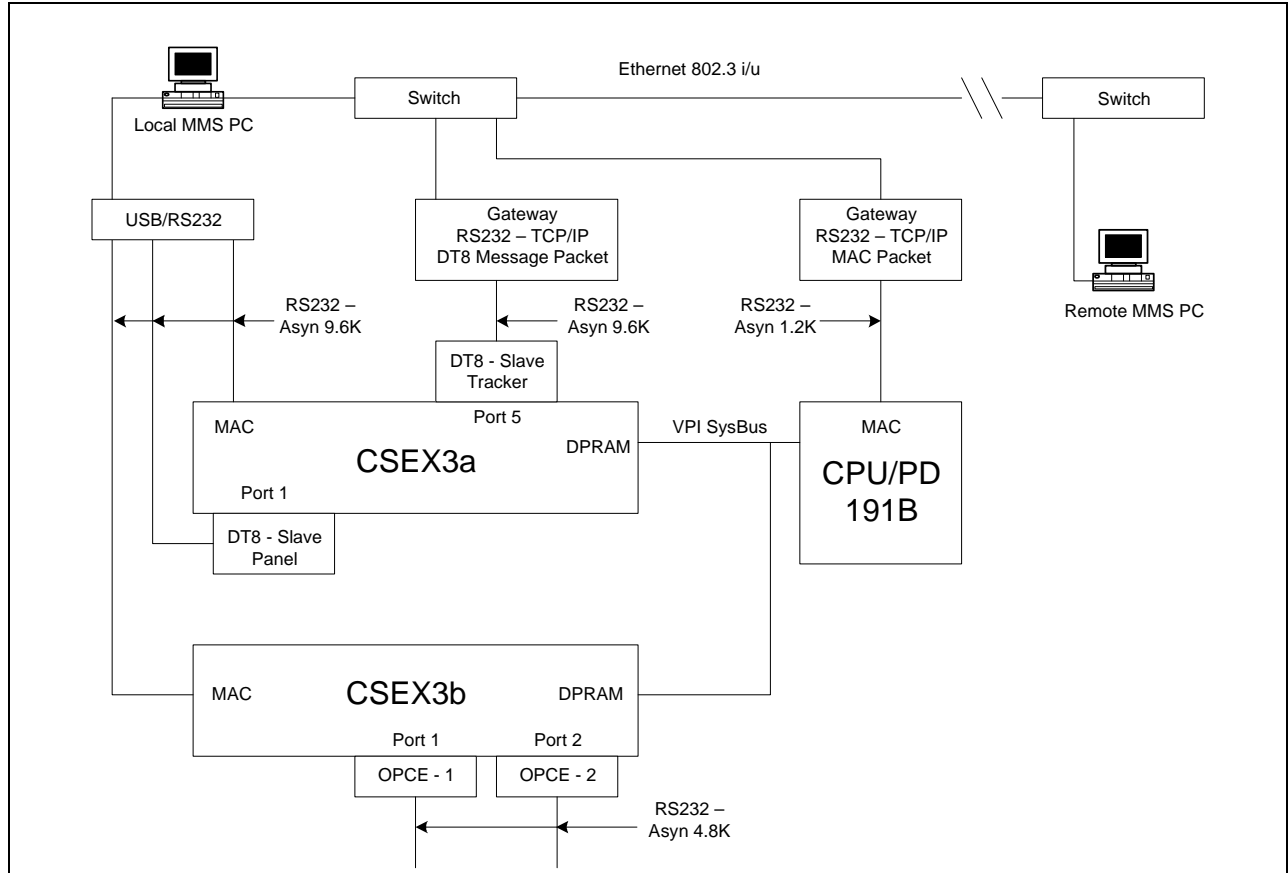 Ethernet 802.3 i/u
Switch
Switch
Local MMS PC
USB/RS232
Gateway
RS232 – TCP/IP
DT8 Message Packet
Gateway
RS232 – TCP/IP
MAC Packet
Remote MMS PC
RS232 –
Asyn 9.6K
RS232 –
Asyn 9.6K
RS232 –
Asyn 1.2K
DT8 - Slave
Tracker
MAC
Port 5
CSEX3a
DPRAM
Port 1
VPI SysBus
MAC
CPU/PD
191B
DT8 - Slave
Panel
MAC
CSEX3b
DPRAM
Port 1
Port 2
OPCE - 1
OPCE - 2
RS232 –
Asyn 4.8K